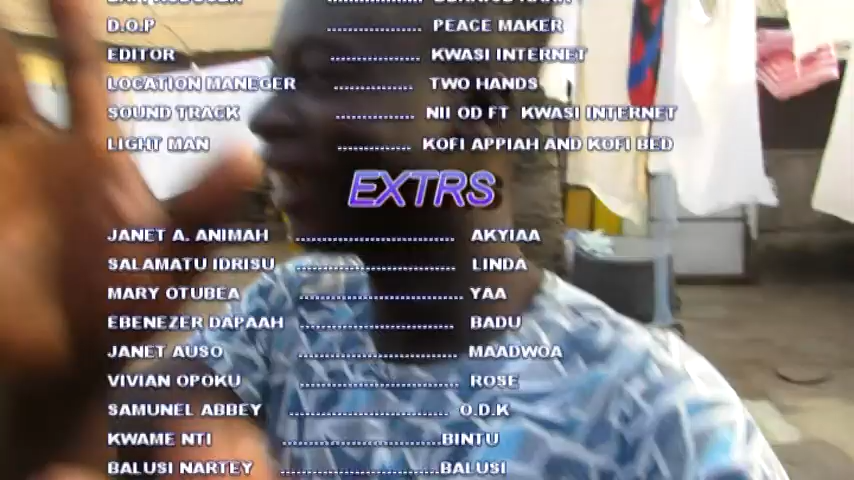 D.O.P ........................ PEACE MAKER
EDITOR ...................... KWASI INTERNET
LOCATION MANEGER .................... TWO HANDS
SOUND TRACK ................... NII OD FT KWASI INTERNET
LIGHT MAN .................. KOFI APPIAH AND KOFI BED
EXTRS
JANET A. ANIMAH ........................................ AKYIAA
SALAMATU IDRISU ........................................ LINDA
MARY OTUBEA ......................................... YAA
EBENEZER DAPAAH ...................................... BADU
JANET AUSO ........................................ MAADWOA
VIVIAN OPOKU ........................................ ROSE
SAMUNEL ABBEY ........................................ O.D.K
KWAME NTI ........................................BINTU
BALUSI NARTEY ........................................BALUSI